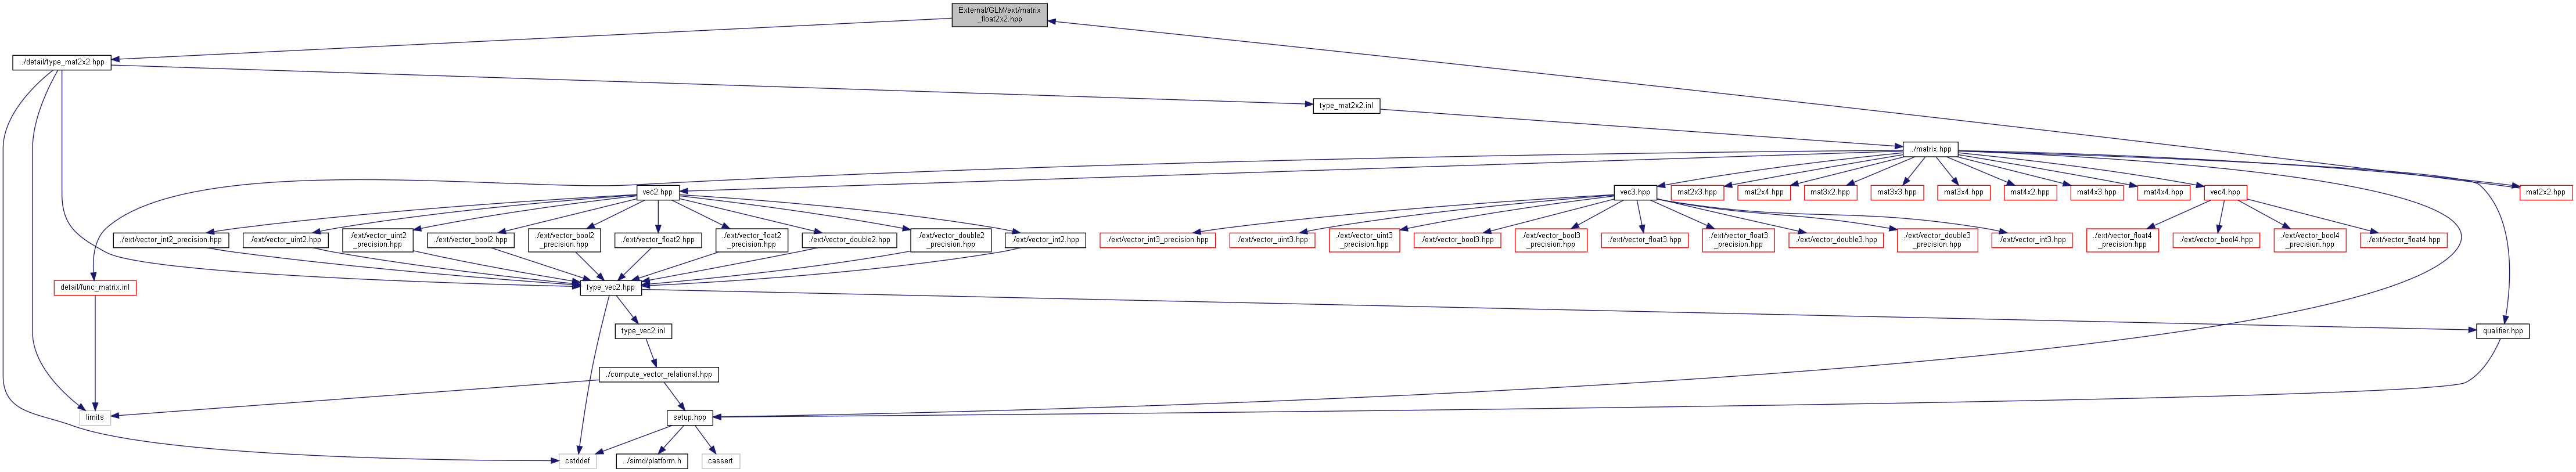 External/GLM/ext/matrix
_float2x2.hpp
../detail/type_mat2x2.hpp
type_mat2x2.inl
../matrix.hpp
vec2.hpp
vec3.hpp
mat2x3.hpp
mat2x4.hpp
mat3x2.hpp
mat3x3.hpp
mat3x4.hpp
mat4x2.hpp
mat4x3.hpp
mat4x4.hpp
vec4.hpp
mat2x2.hpp
./ext/vector_int2_precision.hpp
./ext/vector_uint2.hpp
./ext/vector_uint2
_precision.hpp
./ext/vector_bool2.hpp
./ext/vector_bool2
_precision.hpp
./ext/vector_float2.hpp
./ext/vector_float2
_precision.hpp
./ext/vector_double2.hpp
./ext/vector_double2
_precision.hpp
./ext/vector_int2.hpp
./ext/vector_int3_precision.hpp
./ext/vector_uint3.hpp
./ext/vector_uint3
_precision.hpp
./ext/vector_bool3.hpp
./ext/vector_bool3
_precision.hpp
./ext/vector_float3.hpp
./ext/vector_float3
_precision.hpp
./ext/vector_double3.hpp
./ext/vector_double3
_precision.hpp
./ext/vector_int3.hpp
./ext/vector_float4
_precision.hpp
./ext/vector_bool4.hpp
./ext/vector_bool4
_precision.hpp
./ext/vector_float4.hpp
detail/func_matrix.inl
type_vec2.hpp
type_vec2.inl
qualifier.hpp
./compute_vector_relational.hpp
limits
setup.hpp
cstddef
../simd/platform.h
cassert